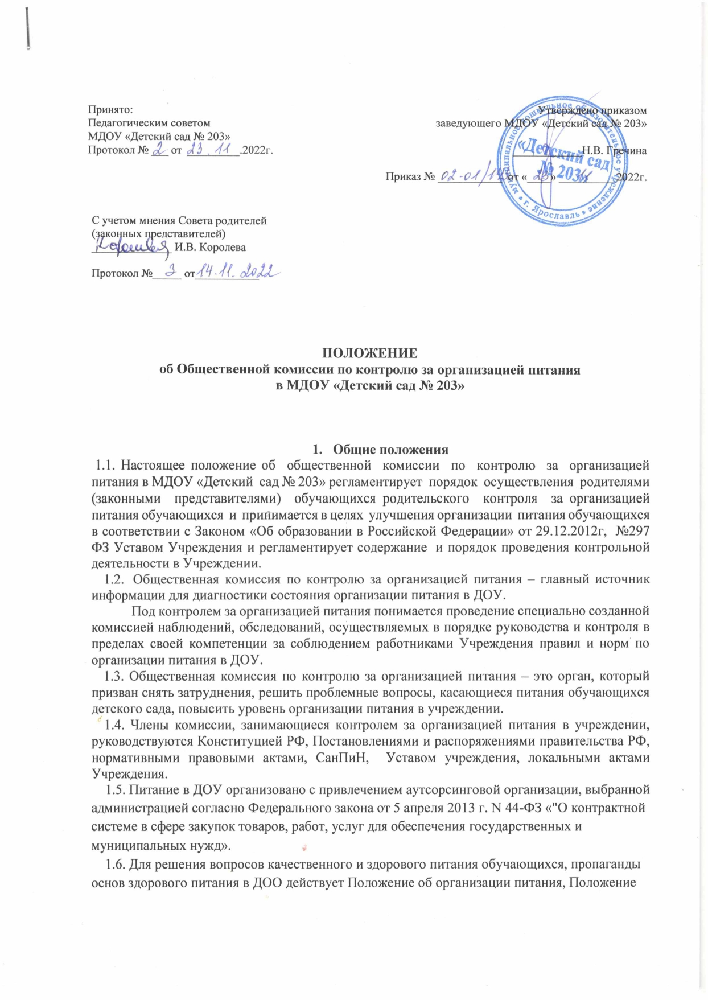 Принято:
Педагогическим советом
МДОУ «Детский сад № 203»
Протокол № 2 от 23.11.2022г.
Утверждено приказом
заведующего МДОУ «Детский сад № 203»
Н.В. Гречина
Приказ № 02-01/143 от «23» 11 2022г.
муниципальное дошкольное образовательное учреждение * г. Ярославль *
«Детский сад
№ 203»
С учетом мнения Совета родителей
(законных представителей)
Королева И.В. Королева
Протокол № 3 от 14.11.2022
ПОЛОЖЕНИЕ
об Общественной комиссии по контролю за организацией питания
в МДОУ «Детский сад № 203»
1. Общие положения
1.1. Настоящее положение об общественной комиссии по контролю за организацией
питания в МДОУ «Детский сад № 203» регламентирует порядок осуществления родителями
(законными представителями) обучающихся родительского контроля за организацией
питания обучающихся и принимается в целях улучшения организации питания обучающихся
в соответствии с Законом «Об образовании в Российской Федерации» от 29.12.2012г, №297
ФЗ Уставом Учреждения и регламентирует содержание и порядок проведения контрольной
деятельности в Учреждении.
1.2. Общественная комиссия по контролю за организацией питания – главный источник
информации для диагностики состояния организации питания в ДОУ.
Под контролем за организацией питания понимается проведение специально созданной
комиссией наблюдений, обследований, осуществляемых в порядке руководства и контроля в
пределах своей компетенции за соблюдением работниками Учреждения правил и норм по
организации питания в ДОУ.
1.3. Общественная комиссия по контролю за организацией питания – это орган, который
призван снять затруднения, решить проблемные вопросы, касающиеся питания обучающихся
детского сада, повысить уровень организации питания в учреждении.
1.4. Члены комиссии, занимающиеся контролем за организацией питания в учреждении,
руководствуются Конституцией РФ, Постановлениями и распоряжениями правительства РФ,
нормативными правовыми актами, СанПиН, Уставом учреждения, локальными актами
Учреждения.
1.5. Питание в ДОУ организовано с привлечением аутсорсинговой организации, выбранной
администрацией согласно Федерального закона от 5 апреля 2013 г. N 44-ФЗ «"О контрактной
системе в сфере закупок товаров, работ, услуг для обеспечения государственных и
муниципальных нужд».
1.6. Для решения вопросов качественного и здорового питания обучающихся, пропаганды
основ здорового питания в ДОО действует Положение об организации питания, Положение